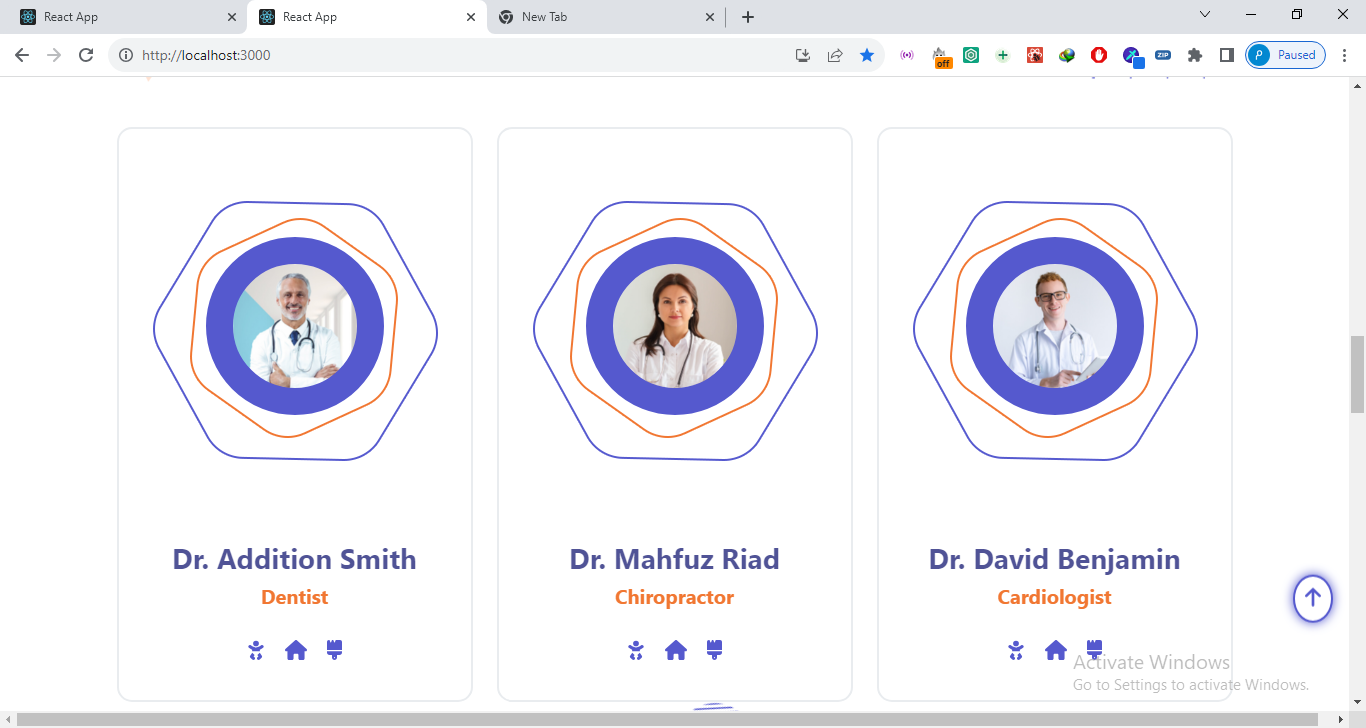 React App
React App
New Tab
http://localhost:3000
off
ZIP
P
Paused
Dr. Addition Smith
Dr. Mahfuz Riad
Dr. David Benjamin
Dentist
Chiropractor
Cardiologist
Activate Windows
Go to Settings to activate Windows.